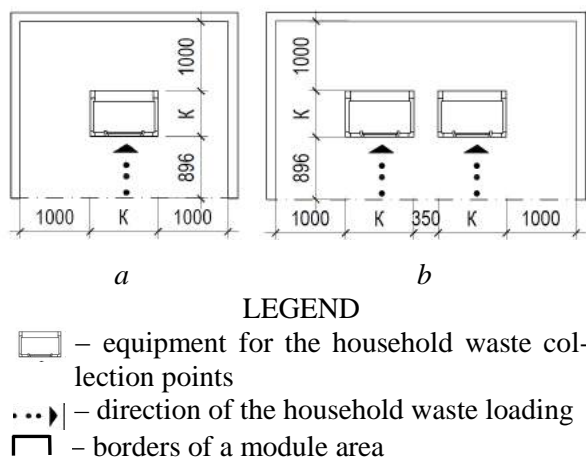 1000
K
896
1000
K
1000
1000
K
896
1000
K
350
K
1000
a
b
LEGEND
– equipment for the household waste col-
lection points
– direction of the household waste loading
– borders of a module area